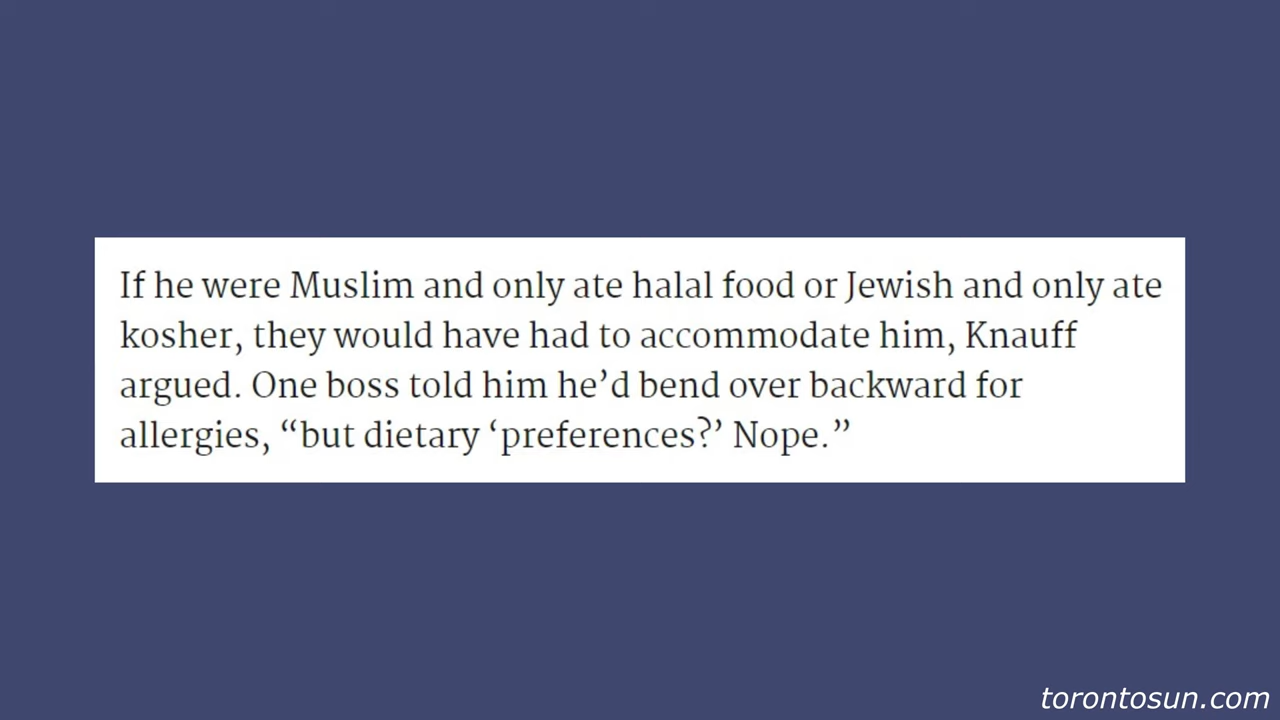 If he were Muslim and only ate halal food or Jewish and only ate
kosher, they would have had to accommodate him, Knauff
argued. One boss told him he’d bend over backward for
allergies, “but dietary ‘preferences?’ Nope.”
torontosun.com